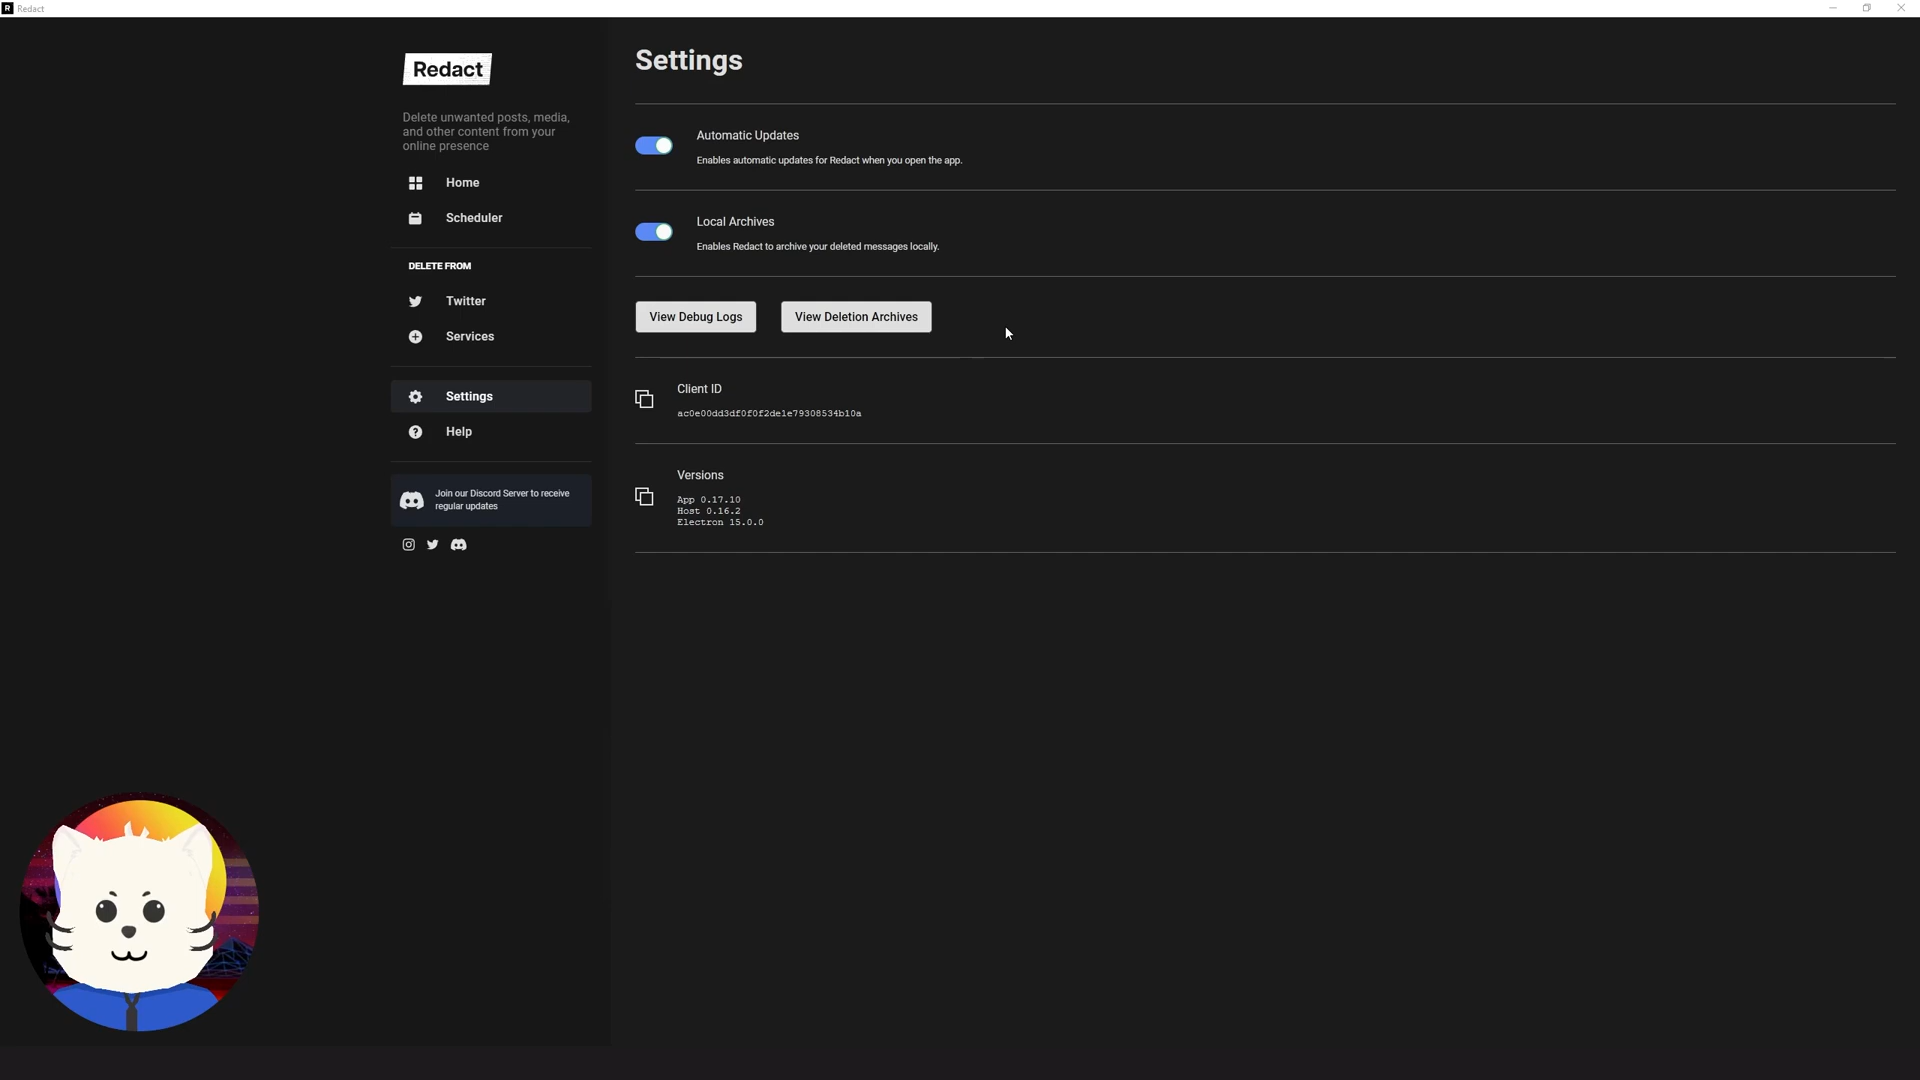 R Redact
Redact
Delete unwanted posts, media,
and other content from your
online presence
Home
Scheduler
DELETE FROM
Twitter
Services
Settings
Help
Join our Discord Server to receive
regular updates
Settings
Automatic Updates
Enables automatic updates for Redact when you open the app.
Local Archives
Enables Redact to archive your deleted messages locally.
View Debug Logs
View Deletion Archives
Client ID
ac0e00dd3df0f0f2de1e79308534b10a
Versions
App 0.17.10
Host 0.16.2
Electron 15.0.0